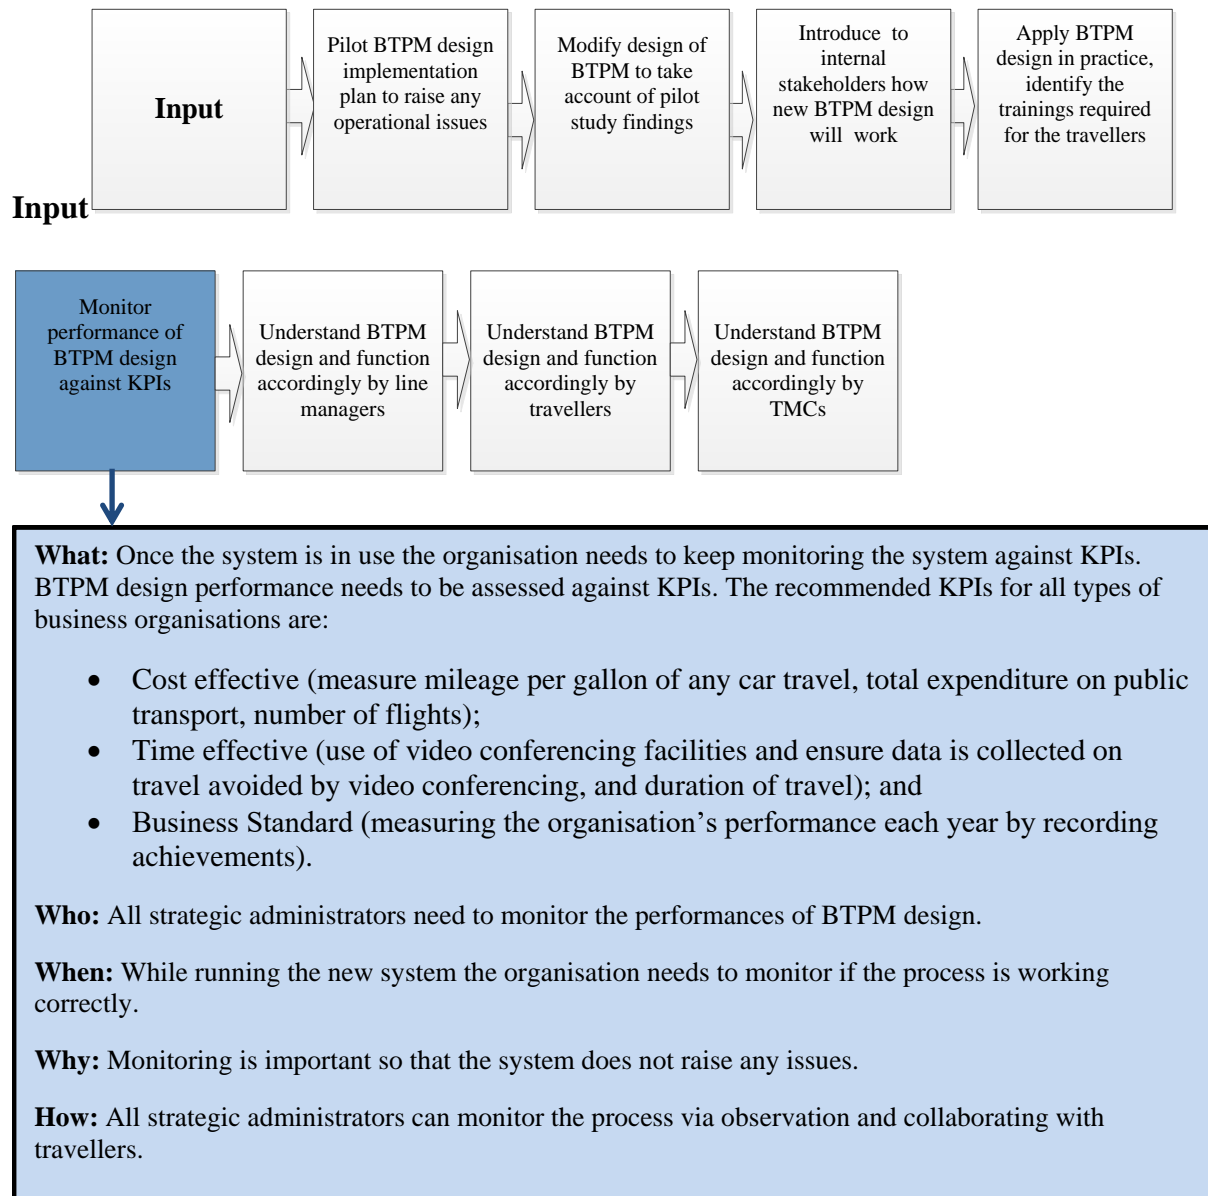 Input
Pilot BTPM design
implementation
plan to raise any
operational issues
Modify design of
BTPM to take
account of pilot
study findings
Introduce  to
internal
stakeholders how
new BTPM design
will  work
Apply BTPM
design in practice,
identify the
trainings required
for the travellers
Input
Monitor
performance of
BTPM design
against KPIs
Understand BTPM
design and function
accordingly by line
managers
Understand BTPM
design and function
accordingly by
travellers
Understand BTPM
design and function
accordingly by
TMCs
What: Once the system is in use the organisation needs to keep monitoring the system against KPIs.
BTPM design performance needs to be assessed against KPIs. The recommended KPIs for all types of
business organisations are:
• Cost effective (measure mileage per gallon of any car travel, total expenditure on public
transport, number of flights);
• Time effective (use of video conferencing facilities and ensure data is collected on
travel avoided by video conferencing, and duration of travel); and
• Business Standard (measuring the organisation’s performance each year by recording
achievements).
Who: All strategic administrators need to monitor the performances of BTPM design.
When: While running the new system the organisation needs to monitor if the process is working
correctly.
Why: Monitoring is important so that the system does not raise any issues.
How: All strategic administrators can monitor the process via observation and collaborating with
travellers.